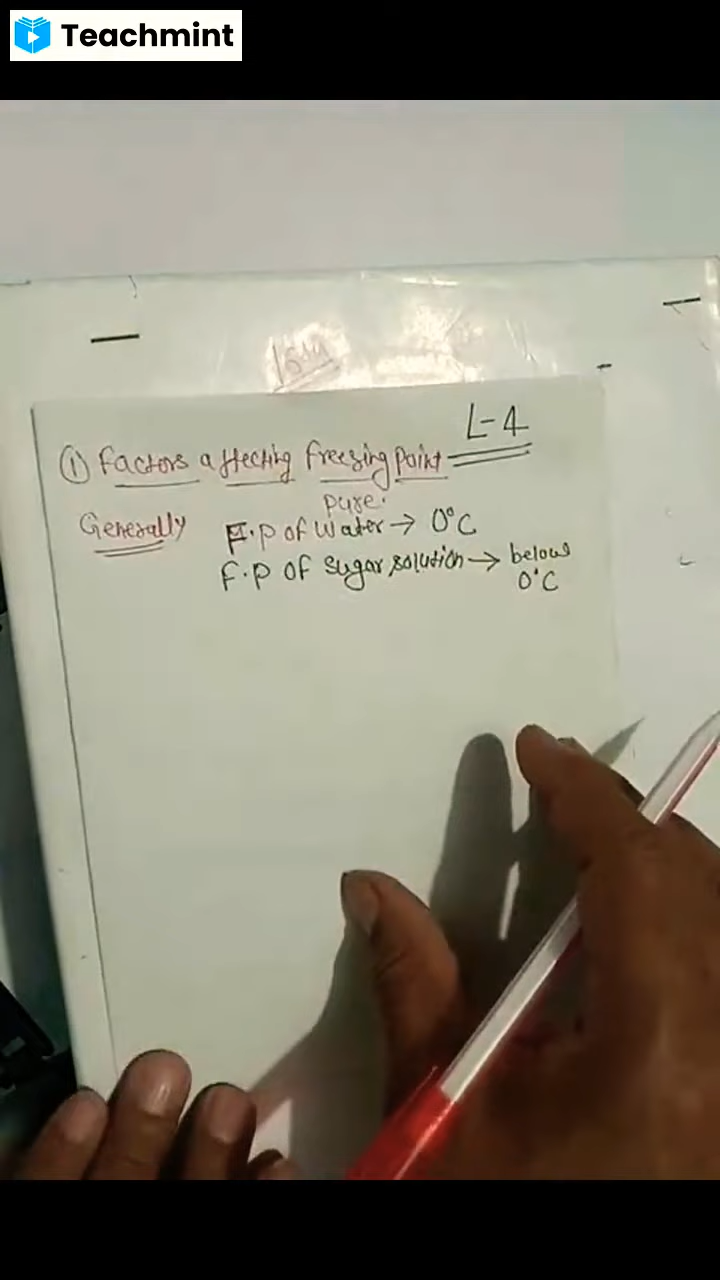 Teachmint
L-4
① Factors affecting freezing point
pure.
Generally F.P of Water → 0°C
F.P OF Sugar solution → below
0°C